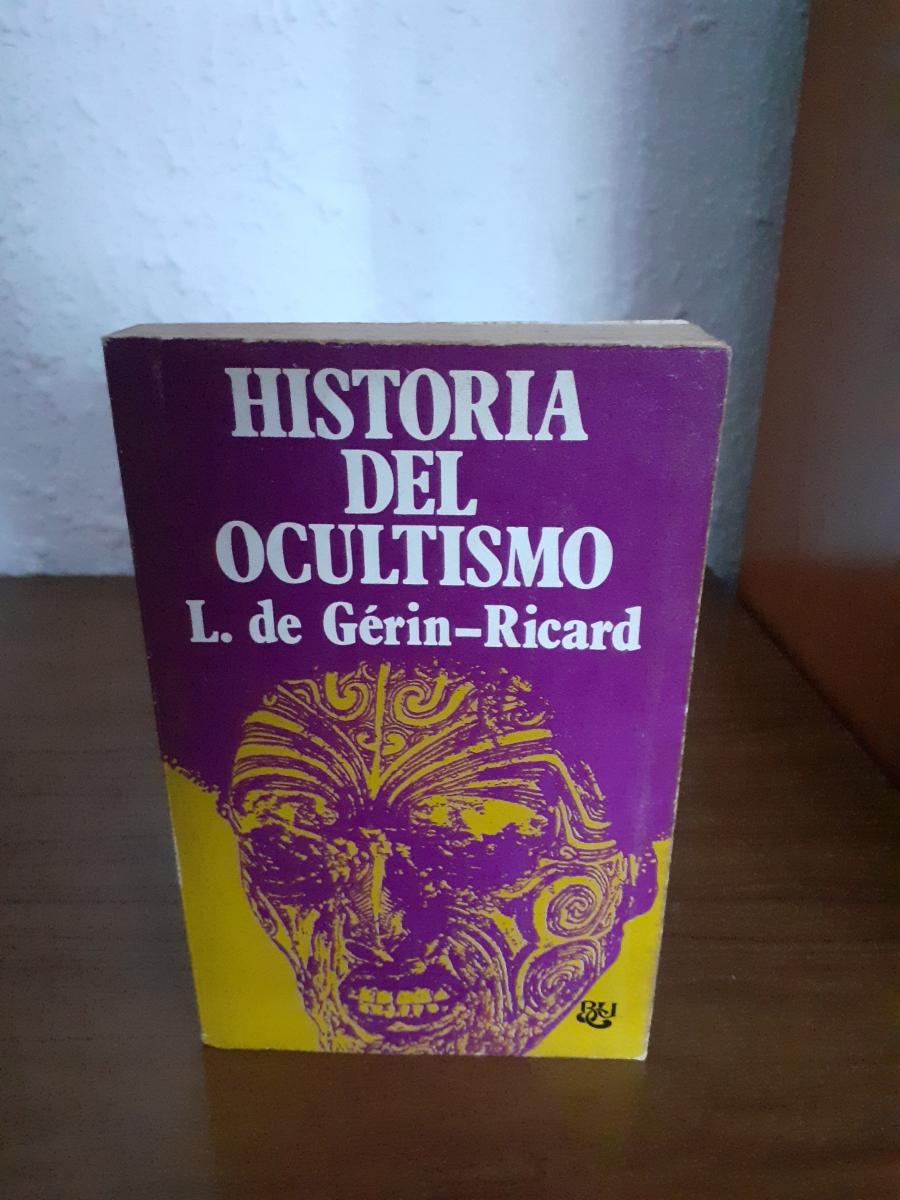 HISTORIA
DEL
OCULTISMO
L. de Gérin-Ricard